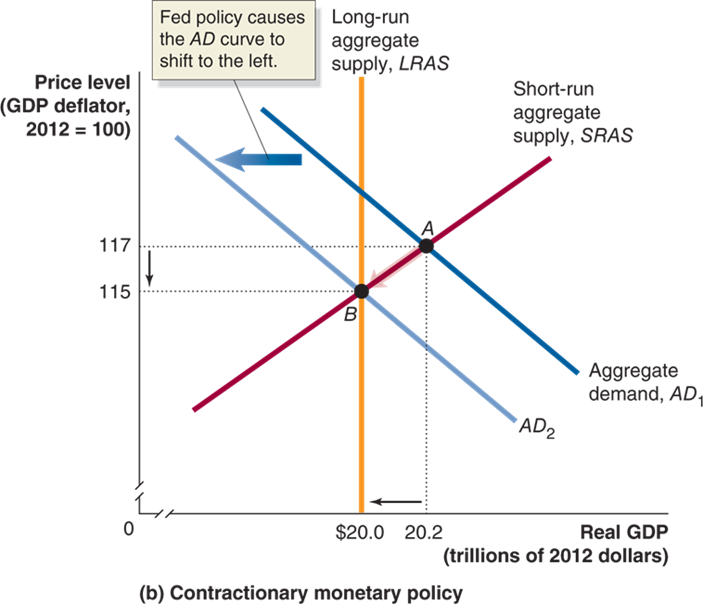 Fed policy causes
the AD curve to
shift to the left.
Long-run
aggregate
supply, LRAS
Price level
(GDP deflator,
2012 = 100)
Short-run
aggregate
supply, SRAS
A
117
115
B
Aggregate
demand, AD1
AD2
0
$20.0
20.2
Real GDP
(trillions of 2012 dollars)
(b) Contractionary monetary policy